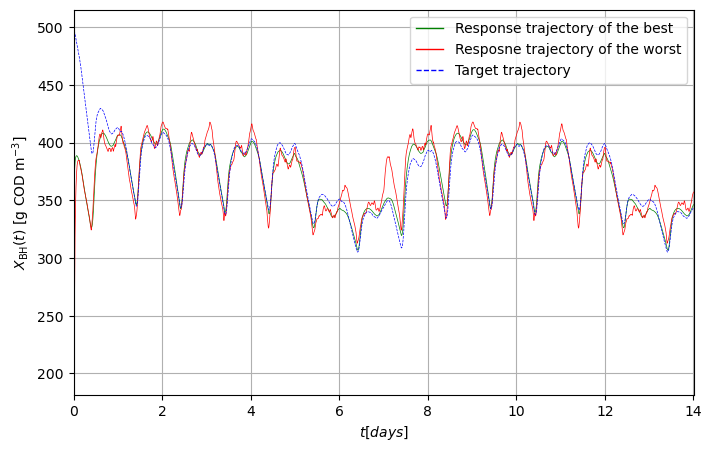 Response trajectory of the best
Resposne trajectory of the worst
Target trajectory
500
450
400
350
300
250
200
X_BH(t) [g COD m⁻³]
0 2 4 6 8 10 12 14
t[days]